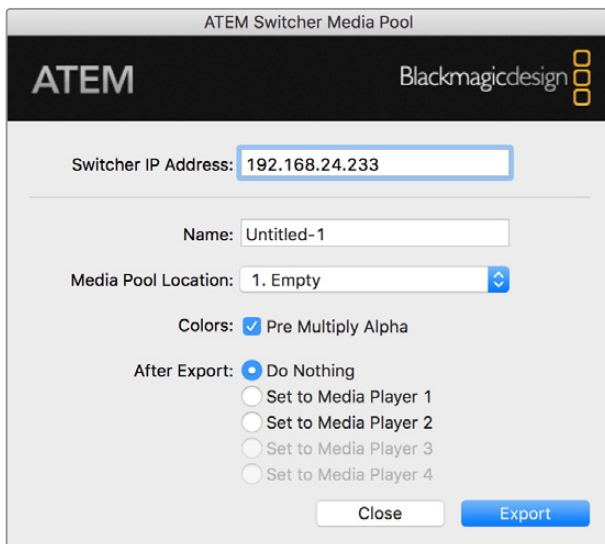 ATEM Switcher Media Pool
ATEM
Blackmagicdesign
Switcher IP Address: 192.168.24.233
Name: Untitled-1
Media Pool Location: 1. Empty
Colors: Pre Multiply Alpha
After Export: Do Nothing
Set to Media Player 1
Set to Media Player 2
Set to Media Player 3
Set to Media Player 4
Close Export